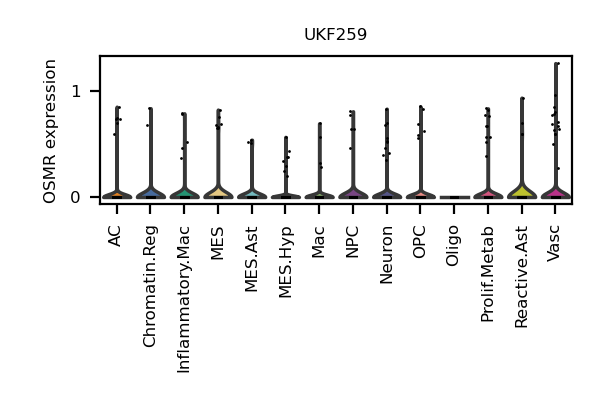 UKF259
OSMR expression
1
0
AC
Chromatin.Reg
Inflammatory.Mac
MES
MES.Ast
MES.Hyp
Mac
NPC
Neuron
OPC
Oligo
Prolif.Metab
Reactive.Ast
Vasc